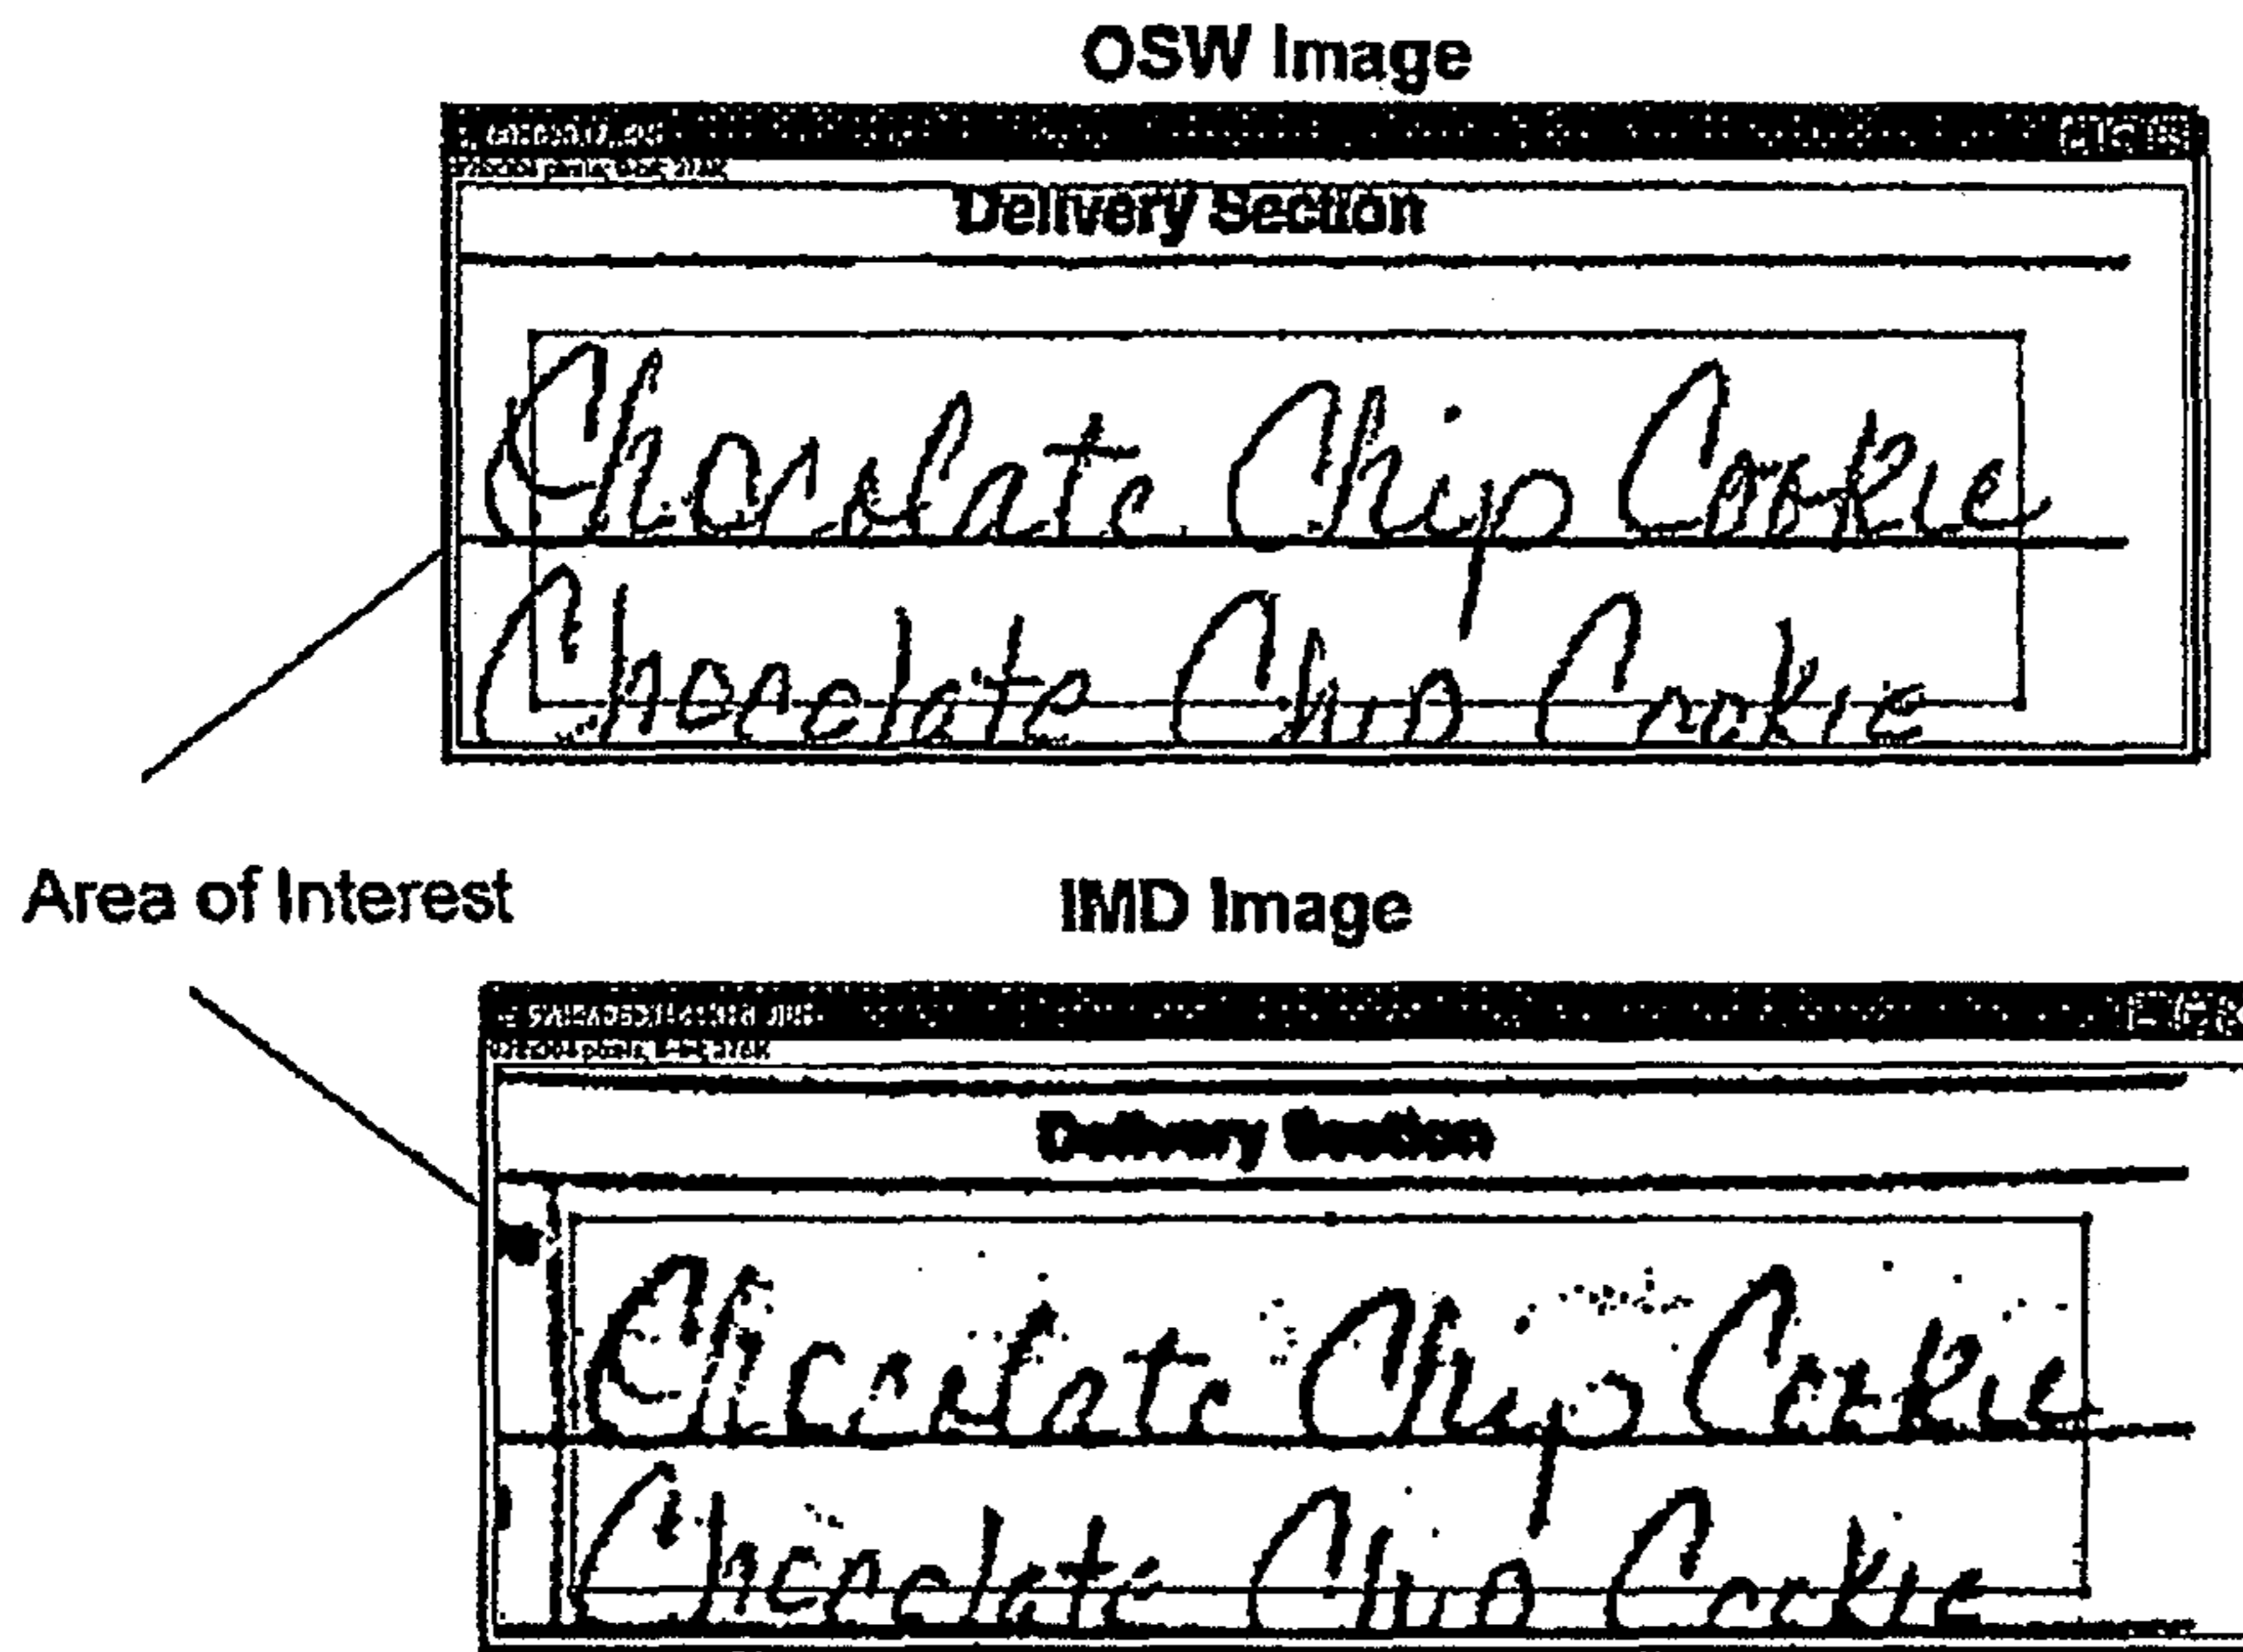 OSW Image
Delivery Section
Chocolate Chip Cookie
Chocolate Chip Cookie
Area of Interest
IMD Image
Delivery Section
Chocolate Chip Cookie
Chocolate Chip Cookie